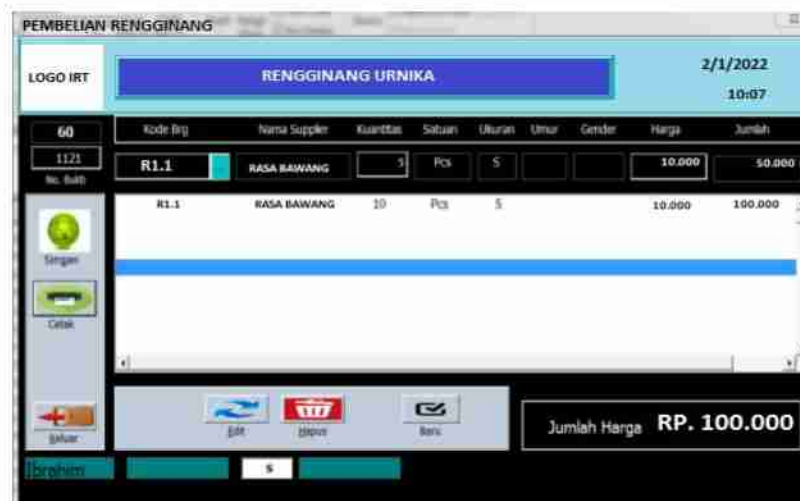 PEMBELIAN RENGGINANG
LOGO IRT
RENGGINANG URNIKA
2/1/2022
10:07
60
Kode Brg Nama Supplier Kuantitas Satuan Ukuran Umur Gender Harga Jumlah
1121
No. Bukti
R1.1 RASA BAWANG 5 Pcs S 10.000 50.000
R1.1 RASA BAWANG 10 Pcs S 10.000 100.000
Simpan
Cetak
Keluar
Edit Hapus Baru
Jumlah Harga RP. 100.000
Ibrahim S